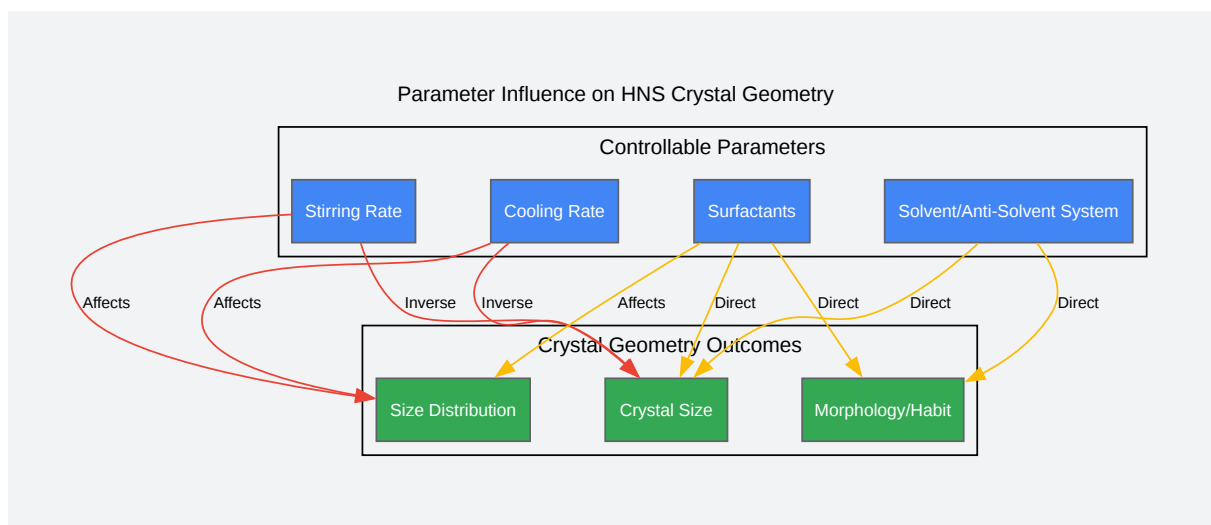 Parameter Influence on HNS Crystal Geometry
Controllable Parameters
Stirring Rate
Cooling Rate
Surfactants
Solvent/Anti-Solvent System
Affects
Affects
Inverse
Inverse
Affects
Direct
Direct
Direct
Direct
Crystal Geometry Outcomes
Size Distribution
Crystal Size
Morphology/Habit